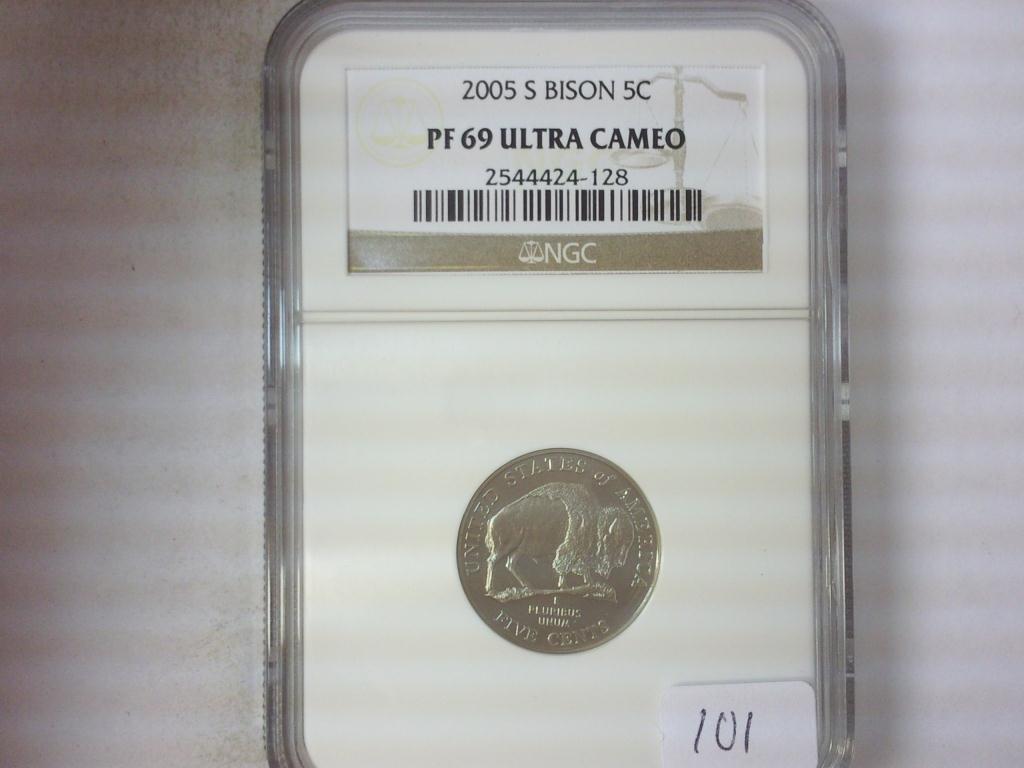 2005 S BISON 5C
PF 69 ULTRA CAMEO
2544424-128
NGC
UNITED STATES of AMERICA
E
PLURIBUS
UNUM
FIVE CENTS
101